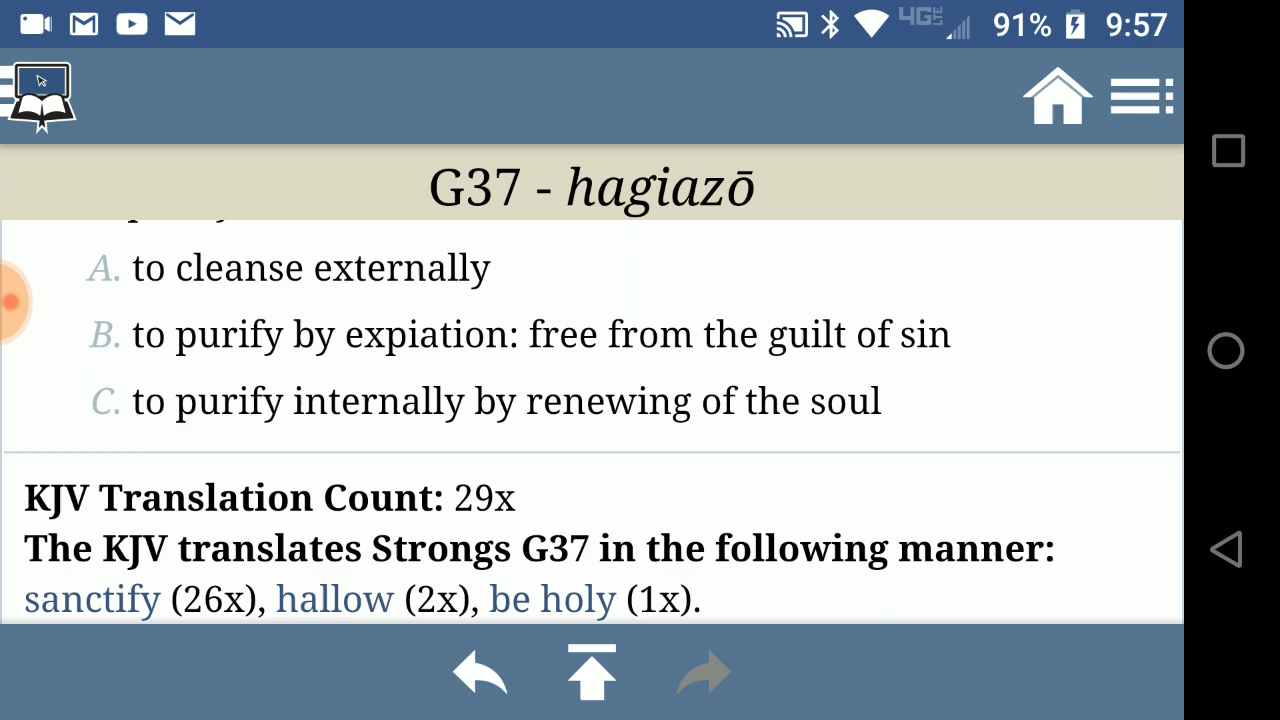 4G LTE 91% 9:57
G37 - hagiazō
A. to cleanse externally
B. to purify by expiation: free from the guilt of sin
C. to purify internally by renewing of the soul
KJV Translation Count: 29x
The KJV translates Strongs G37 in the following manner:
sanctify (26x), hallow (2x), be holy (1x).